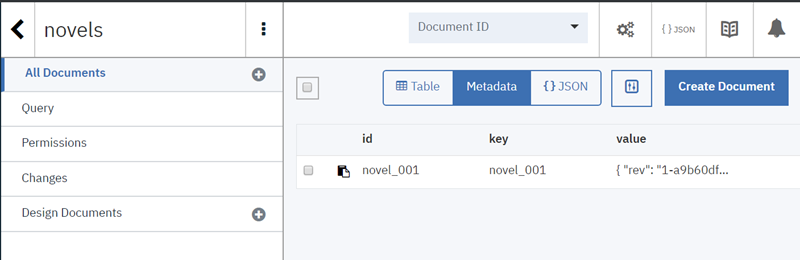 novels
Document ID
{ } JSON
All Documents
Query
Permissions
Changes
Design Documents
Table
Metadata
{ } JSON
Create Document
id key value
novel_001 novel_001 { "rev": "1-a9b60df...